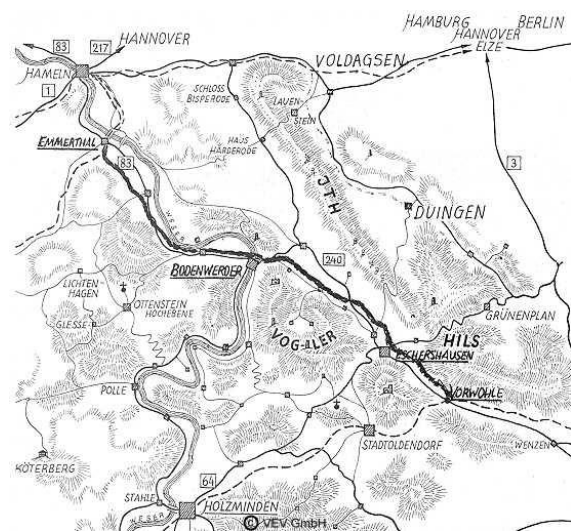 HAMBURG
BERLIN
HANNOVER
ELZE
83
217
HANNOVER
VOLDAGSEN
HAMELN
1
SCHLOSS
BISPERODE
LAUEN-
STEIN
EMMERTHAL
HAUS
HARDERODE
83
3
ITH
DUINGEN
WESER
240
BODENWERDER
LICHTEN-
HAGEN
OTTENSTEIN
HOCHEBENE
GLESSE
GRÜNENPLAN
VOGLER
HILS
ESCHERSHAUSEN
POLLE
VORWOHLE
STADTOLDENDORF
WENZEN
KÖTERBERG
64
STAHLE
HOLZMINDEN
WESER
© VEV GmbH